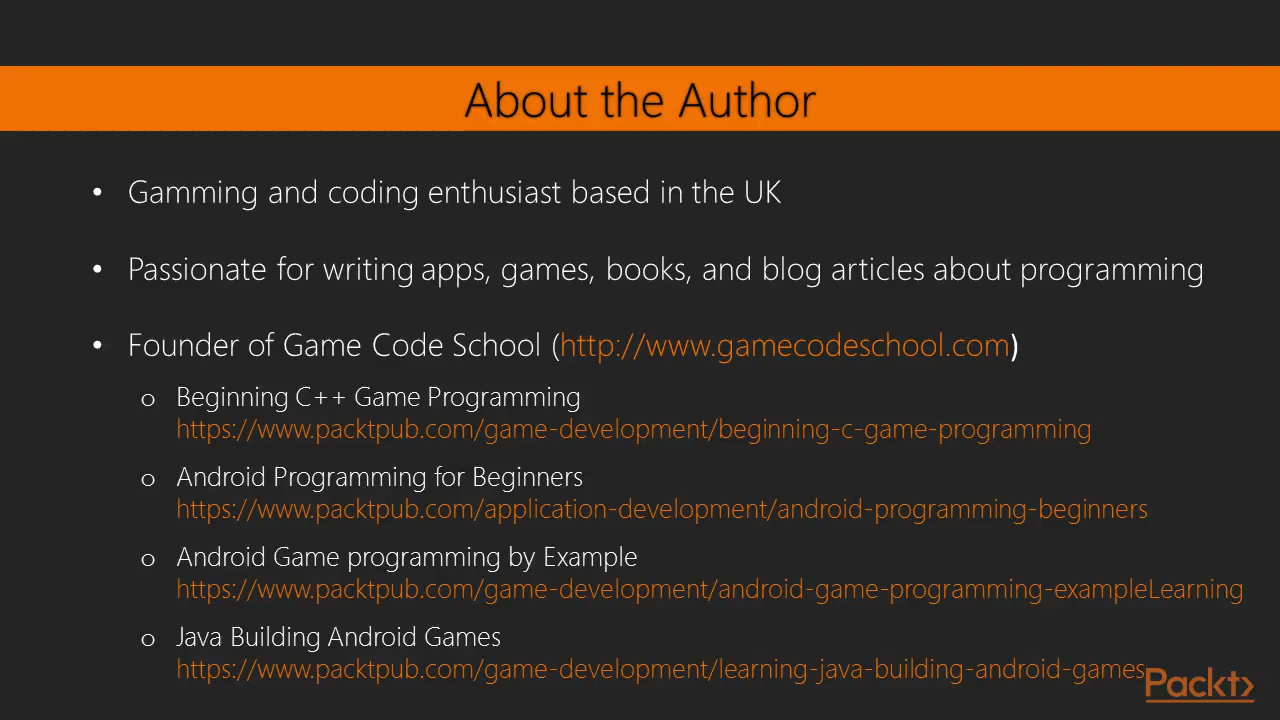 About the Author
• Gamming and coding enthusiast based in the UK
• Passionate for writing apps, games, books, and blog articles about programming
• Founder of Game Code School (http://www.gamecodeschool.com)
o Beginning C++ Game Programming
https://www.packtpub.com/game-development/beginning-c-game-programming
o Android Programming for Beginners
https://www.packtpub.com/application-development/android-programming-beginners
o Android Game programming by Example
https://www.packtpub.com/game-development/android-game-programming-exampleLearning
o Java Building Android Games
https://www.packtpub.com/game-development/learning-java-building-android-games
Packt>